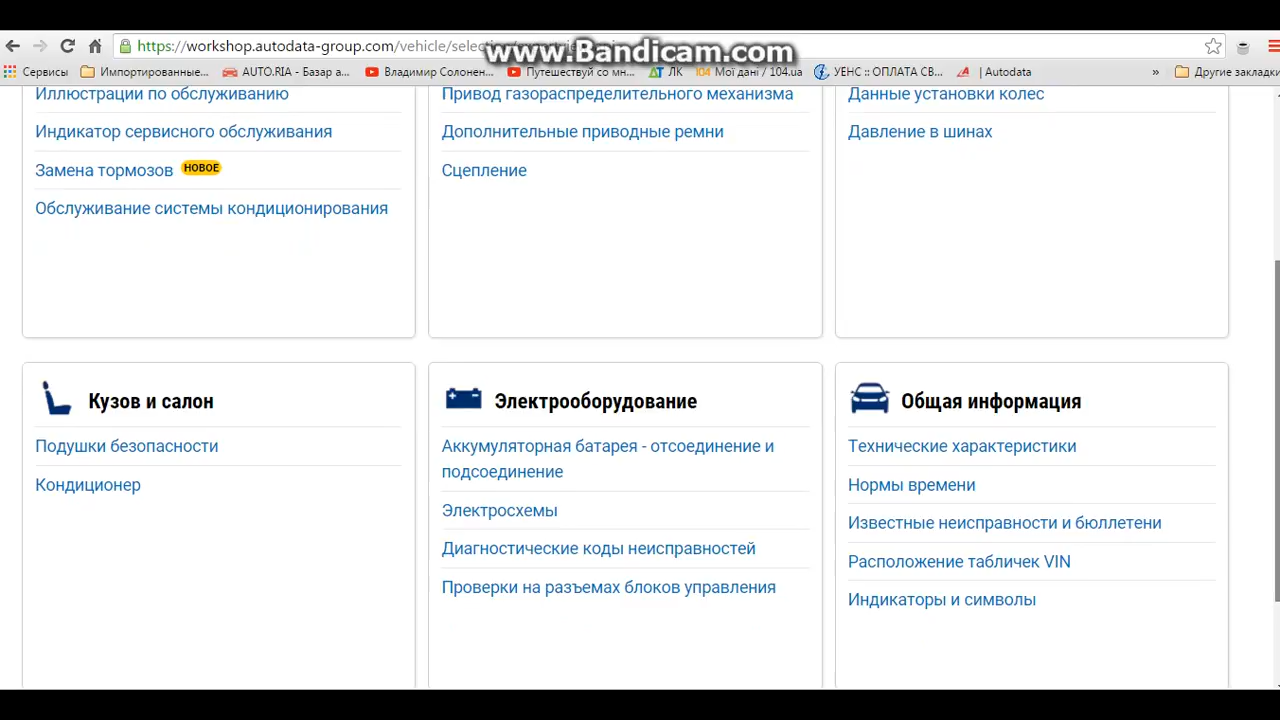 https://workshop.autodata-group.com/vehicle/selec
www.Bandicam.com
Сервисы
Импортированные...
AUTO.RIA - Базар а...
Владимир Солонен...
Путешествуй со мн...
ЛК
104 Мої дані / 104.ua
УЕНС :: ОПЛАТА СВ...
| Autodata
»
Другие закладки
Иллюстрации по обслуживанию
Индикатор сервисного обслуживания
Замена тормозов НОВОЕ
Обслуживание системы кондиционирования
Привод газораспределительного механизма
Дополнительные приводные ремни
Сцепление
Данные установки колес
Давление в шинах
Кузов и салон
Подушки безопасности
Кондиционер
Электрооборудование
Аккумуляторная батарея - отсоединение и
подсоединение
Электросхемы
Диагностические коды неисправностей
Проверки на разъемах блоков управления
Общая информация
Технические характеристики
Нормы времени
Известные неисправности и бюллетени
Расположение табличек VIN
Индикаторы и символы